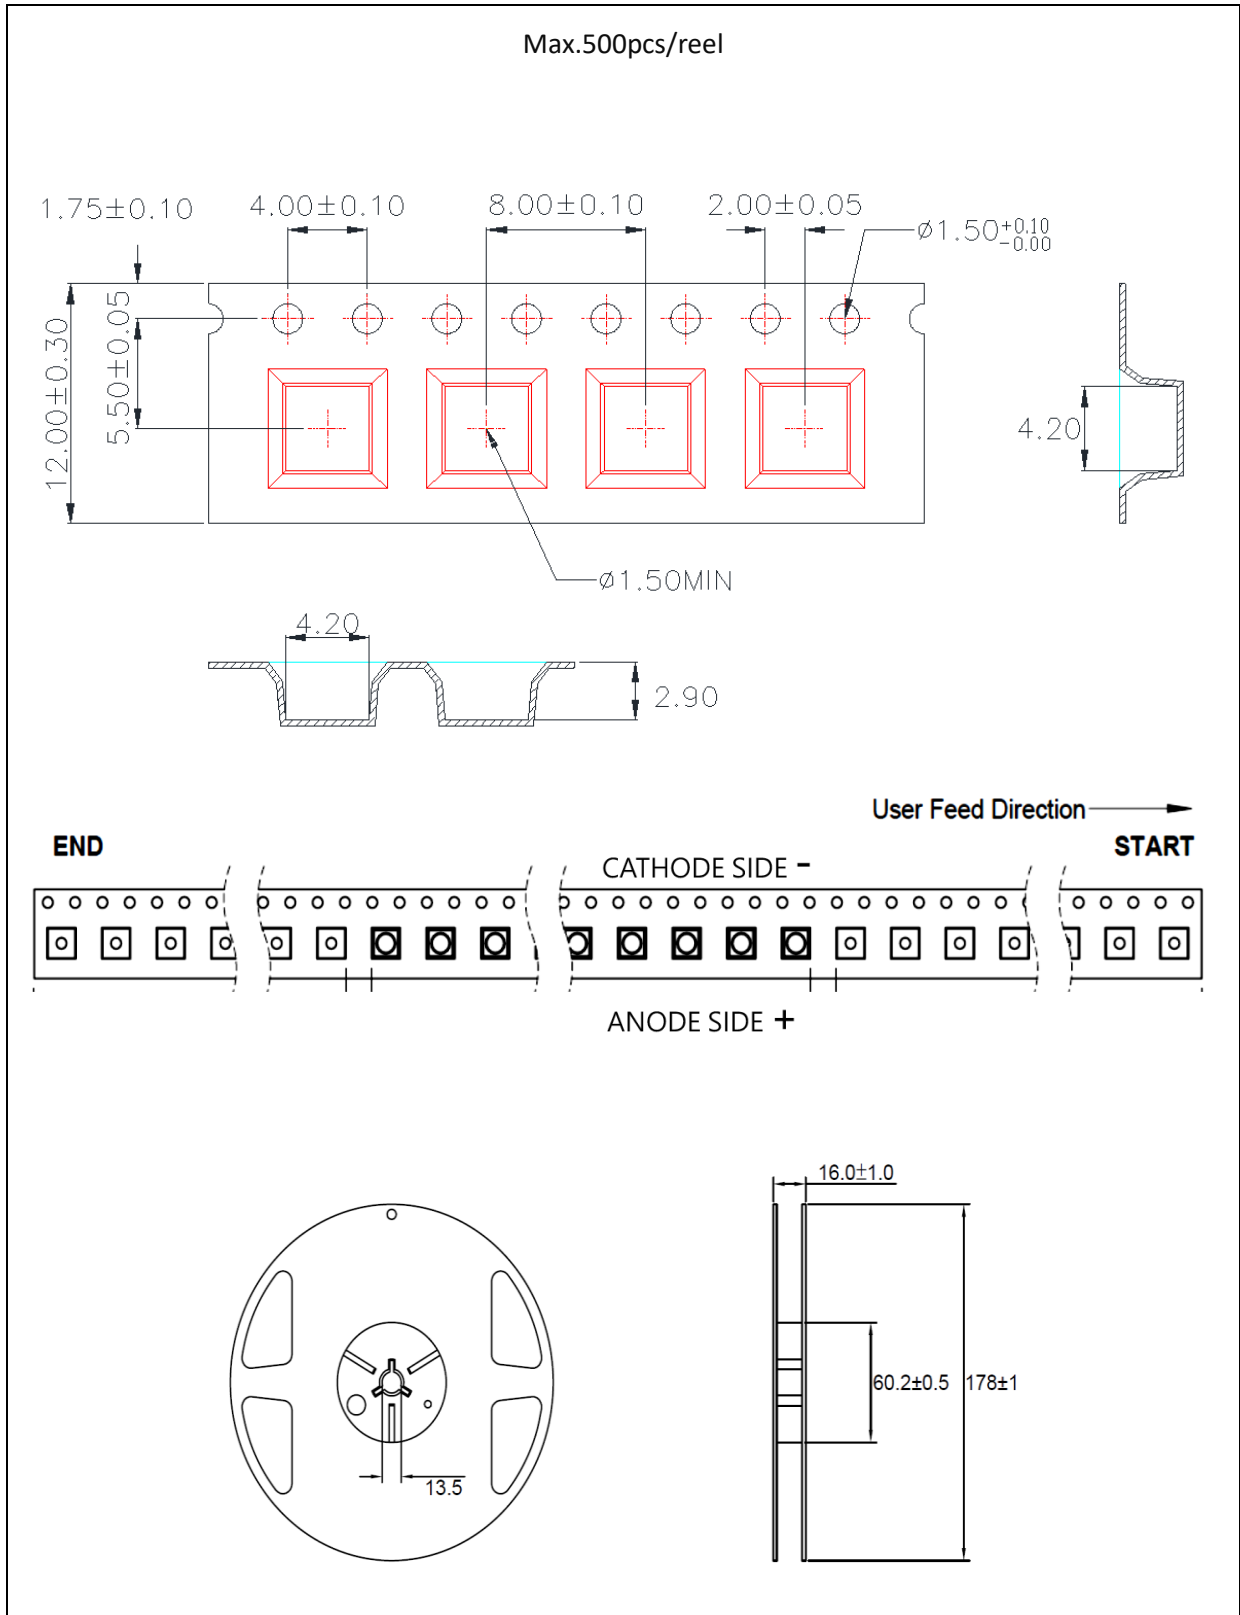 Max.500pcs/reel
1.75±0.10
4.00±0.10
8.00±0.10
2.00±0.05
ø1.50+0.10
-0.00
12.00±0.30
5.50±0.05
4.20
ø1.50MIN
4.20
2.90
User Feed Direction
END
START
CATHODE SIDE -
ANODE SIDE +
16.0±1.0
60.2±0.5
178±1
13.5